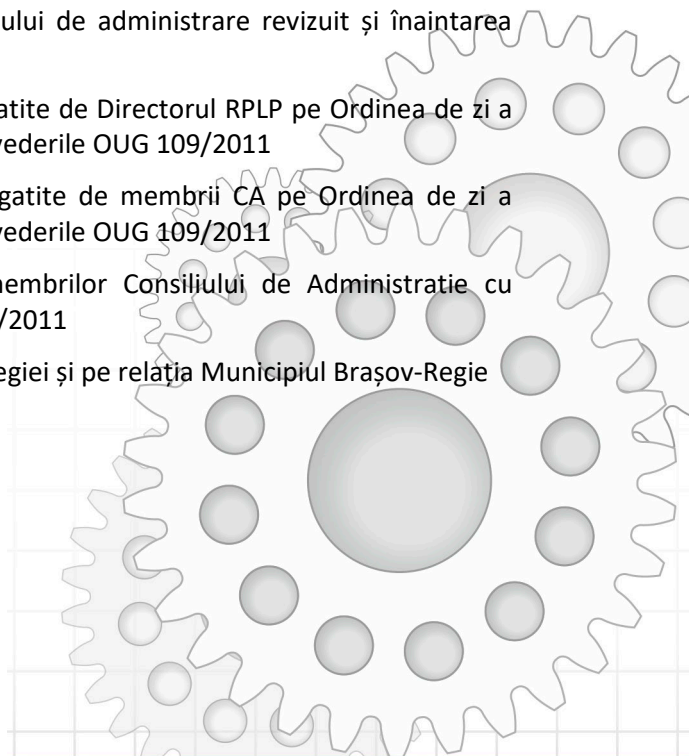 ului de administrare revizuit și înaintarea
atite de Directorul RPLP pe Ordinea de zi a
vederile OUG 109/2011
gatite de membrii CA pe Ordinea de zi a
vederile OUG 109/2011
membrilor Consiliului de Administratie cu
/2011
egiei și pe relația Municipiul Brașov-Regie